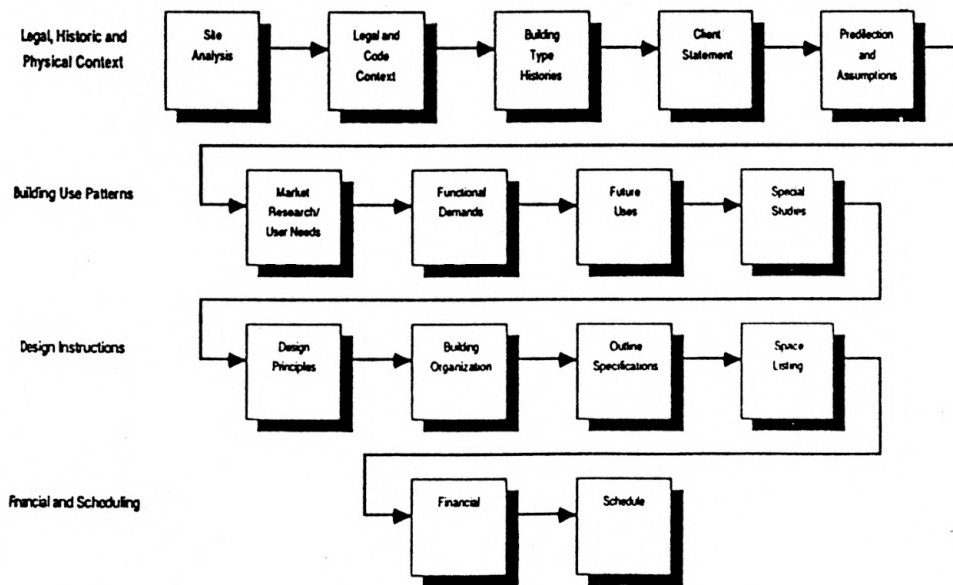 Legal, Historic and
Physical Context
Site
Analysis
Legal and
Code
Context
Building
Type
Histories
Client
Statement
Predilection
and
Assumptions
Building Use Patterns
Market
Research/
User Needs
Functional
Demands
Future
Uses
Special
Studies
Design Instructions
Design
Principles
Building
Organization
Outline
Specifications
Space
Listing
Financial and Scheduling
Financial
Schedule